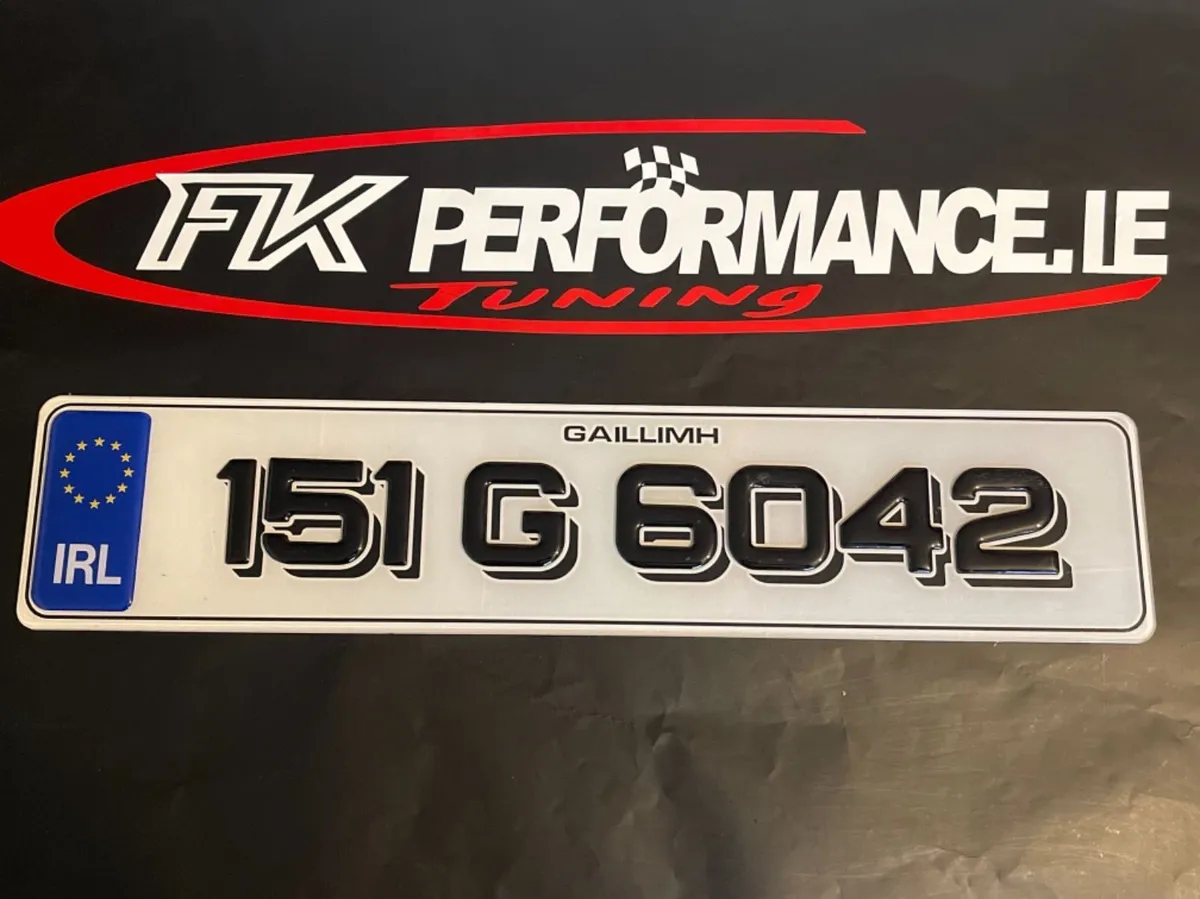 FK PERFORMANCE.IE
TUNING
GAILLIMH
151 G 6042
IRL